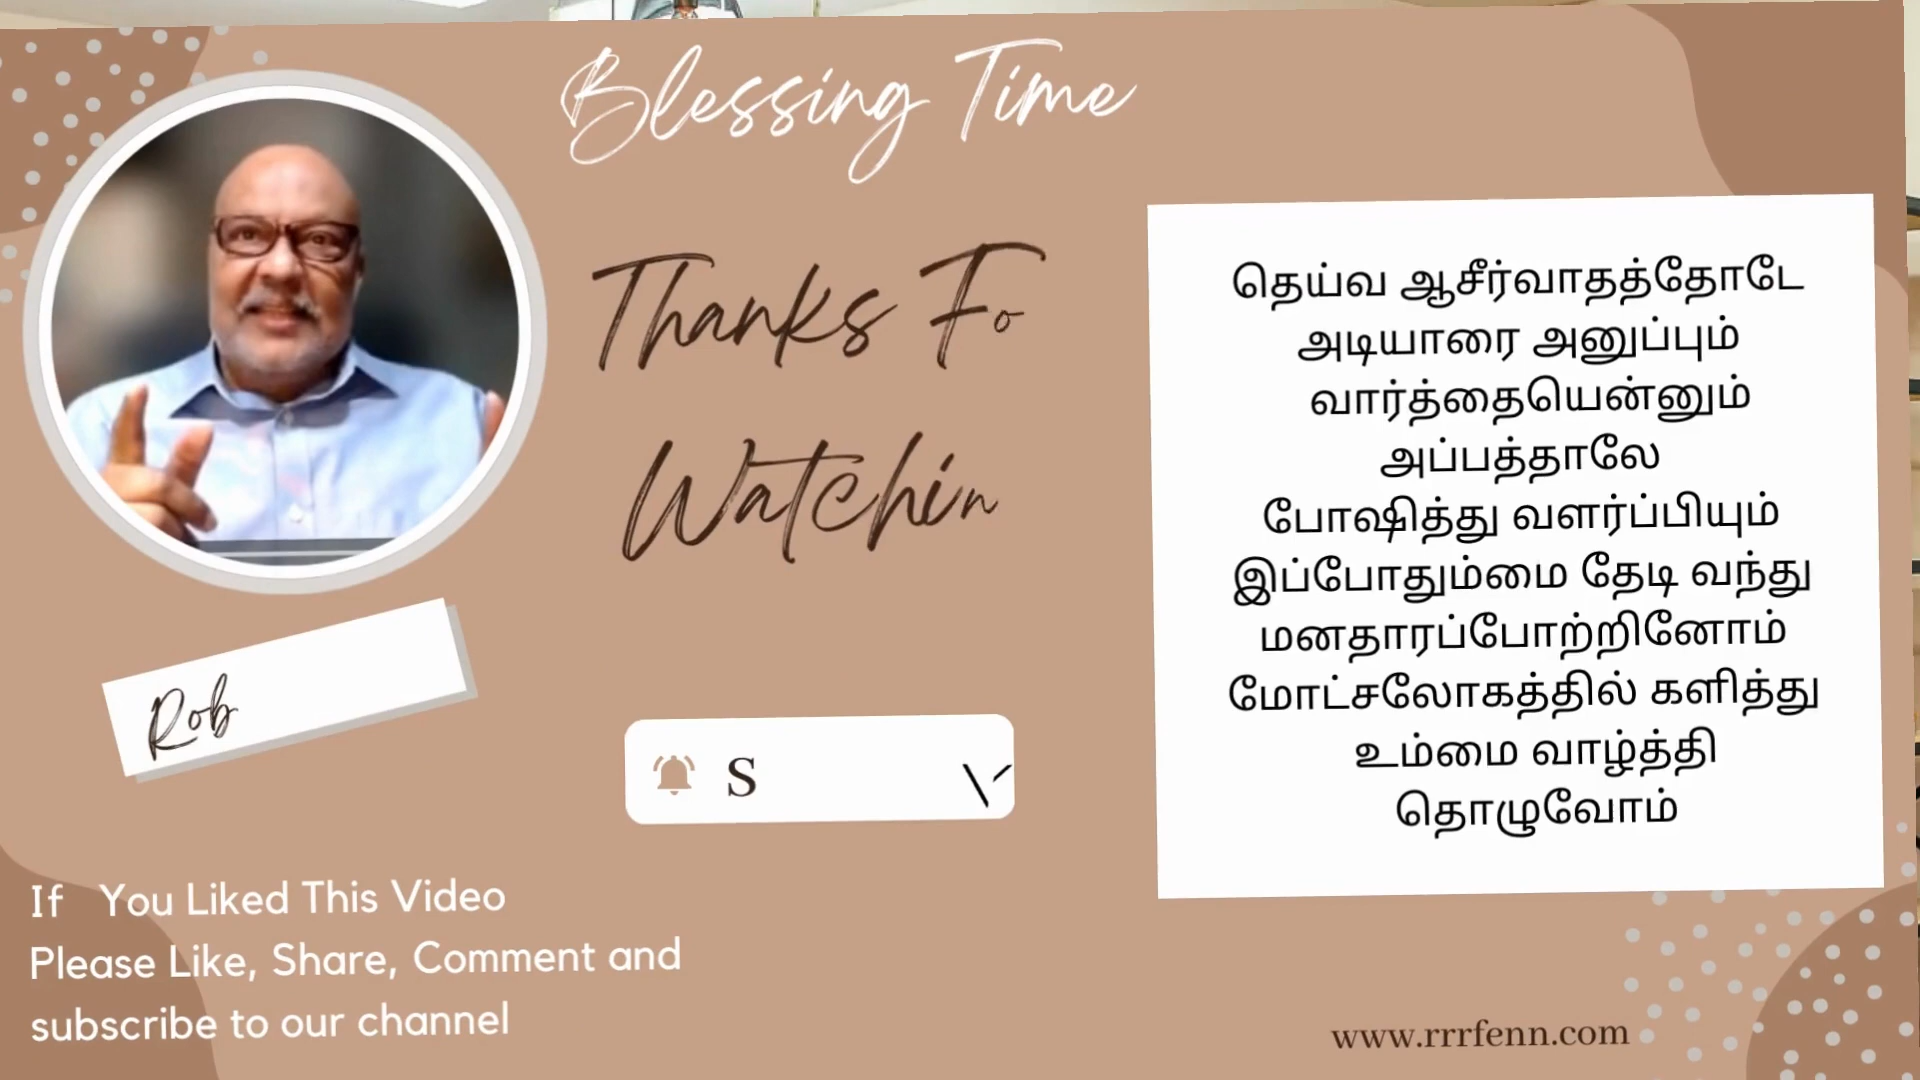 Blessing Time
Thanks Fo
Watchin
Rob
S
If You Liked This Video
Please Like, Share, Comment and
subscribe to our channel
தெய்வ ஆசீர்வாதத்தோடே
அடியாரை அனுப்பும்
வார்த்தையென்னும்
அப்பத்தாலே
போஷித்து வளர்ப்பியும்
இப்போதும்மை தேடி வந்து
மனதாரப்போற்றினோம்
மோட்சலோகத்தில் களித்து
உம்மை வாழ்த்தி
தொழுவோம்
www.rrrfenn.com